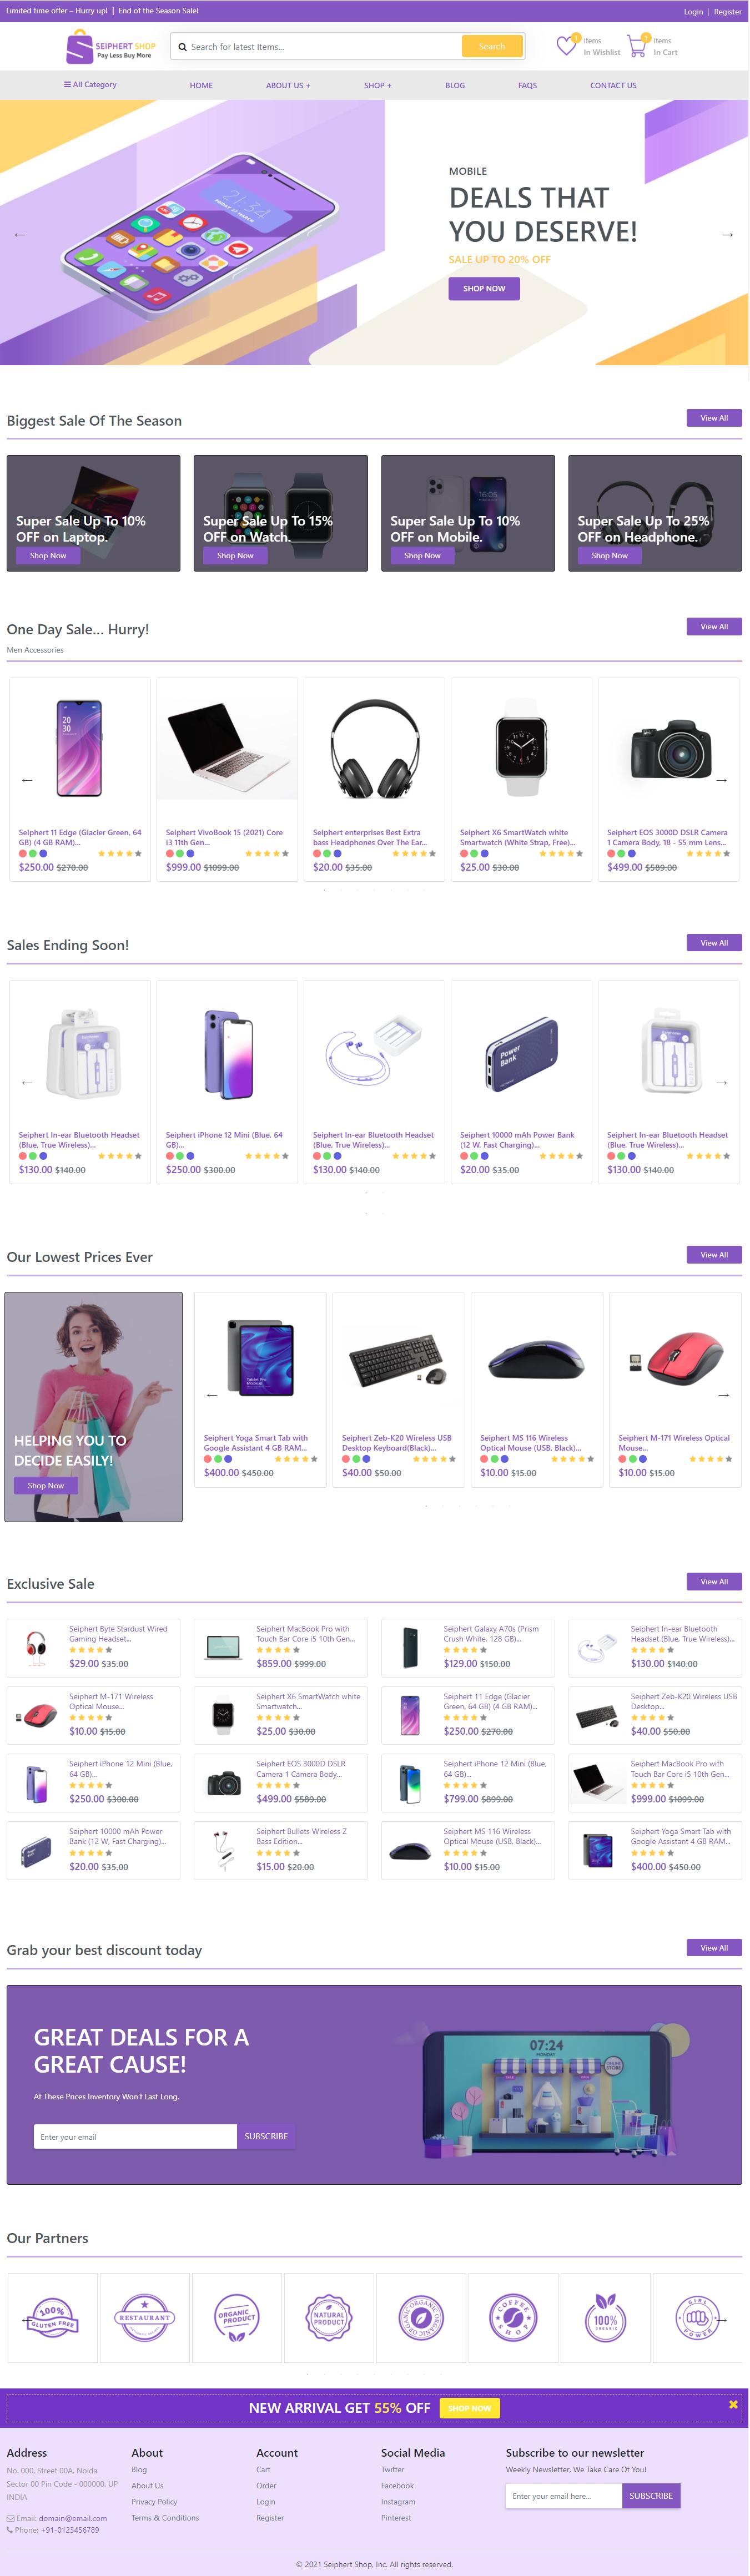 Limited time offer – Hurry up! | End of the Season Sale!
Login | Register
SEIPHERT SHOP
Pay Less Buy More
Search for latest Items...
Search
1 items
In Wishlist
items
In Cart
All Category
HOME
ABOUT US +
SHOP +
BLOG
FAQS
CONTACT US
21:34
MOBILE
DEALS THAT
YOU DESERVE!
SALE UP TO 20% OFF
SHOP NOW
Biggest Sale Of The Season
View All
Super Sale Up To 10%
OFF on Laptop.
Shop Now
Super Sale Up To 15%
OFF on Watch.
Shop Now
16:05
Super Sale Up To 10%
OFF on Mobile.
Shop Now
Super Sale Up To 25%
OFF on Headphone.
Shop Now
One Day Sale... Hurry!
View All
Men Accessories
20
30
Seiphert 11 Edge (Glacier Green, 64
GB) (4 GB RAM)...
$250.00 $270.00
Seiphert VivoBook 15 (2021) Core
i3 11th Gen...
$999.00 $1099.00
Seiphert enterprises Best Extra
bass Headphones Over The Ear...
$20.00 $35.00
Seiphert X6 SmartWatch white
Smartwatch (White Strap, Free)...
$25.00 $30.00
Seiphert EOS 3000D DSLR Camera
1 Camera Body, 18 - 55 mm Lens...
$499.00 $589.00
Sales Ending Soon!
View All
Seiphert In-ear Bluetooth Headset
(Blue, True Wireless)...
$130.00 $140.00
Seiphert iPhone 12 Mini (Blue, 64
GB)...
$250.00 $300.00
Seiphert In-ear Bluetooth Headset
(Blue, True Wireless)...
$130.00 $140.00
Power
Bank
Seiphert 10000 mAh Power Bank
(12 W, Fast Charging)...
$20.00 $35.00
Seiphert In-ear Bluetooth Headset
(Blue, True Wireless)...
$130.00 $140.00
Our Lowest Prices Ever
View All
HELPING YOU TO
DECIDE EASILY!
Shop Now
Seiphert Yoga Smart Tab with
Google Assistant 4 GB RAM...
$400.00 $450.00
Seiphert Zeb-K20 Wireless USB
Desktop Keyboard(Black)...
$40.00 $50.00
Seiphert MS 116 Wireless
Optical Mouse (USB, Black)...
$10.00 $15.00
Seiphert M-171 Wireless Optical
Mouse...
$10.00 $15.00
Exclusive Sale
View All
Seiphert Byte Stardust Wired
Gaming Headset...
$29.00 $35.00
Seiphert MacBook Pro with
Touch Bar Core i5 10th Gen...
$859.00 $999.00
Seiphert Galaxy A70s (Prism
Crush White, 128 GB)...
$129.00 $150.00
Seiphert In-ear Bluetooth
Headset (Blue, True Wireless)...
$130.00 $140.00
Seiphert M-171 Wireless
Optical Mouse...
$10.00 $15.00
Seiphert X6 SmartWatch white
Smartwatch...
$25.00 $30.00
Seiphert 11 Edge (Glacier
Green, 64 GB) (4 GB RAM)...
$250.00 $270.00
Seiphert Zeb-K20 Wireless USB
Desktop...
$40.00 $50.00
Seiphert iPhone 12 Mini (Blue,
64 GB)...
$250.00 $300.00
Seiphert EOS 3000D DSLR
Camera 1 Camera Body...
$499.00 $589.00
Seiphert iPhone 12 Mini (Blue,
64 GB)...
$799.00 $899.00
Seiphert MacBook Pro with
Touch Bar Core i5 10th Gen...
$999.00 $1099.00
Seiphert 10000 mAh Power
Bank (12 W, Fast Charging)...
$20.00 $35.00
Seiphert Bullets Wireless Z
Bass Edition...
$15.00 $20.00
Seiphert MS 116 Wireless
Optical Mouse (USB, Black)...
$10.00 $15.00
Seiphert Yoga Smart Tab with
Google Assistant 4 GB RAM...
$400.00 $450.00
Grab your best discount today
View All
GREAT DEALS FOR A
GREAT CAUSE!
At These Prices Inventory Won't Last Long.
Enter your email
SUBSCRIBE
07:24
MONDAY
ONLINE
STORE
Our Partners
100%
GLUTEN FREE
RESTAURANT
ORGANIC
PRODUCT
NATURAL
PRODUCT
ORGANIC ORGANIC ORGANIC
COFFEE
SHOP
100%
ORGANIC
GIRL
POWER
NEW ARRIVAL GET 55% OFF
SHOP NOW
Address
No. 000, Street 00A, Noida
Sector 00 Pin Code - 000000, UP
INDIA
Email: domain@email.com
Phone: +91-0123456789
About
Blog
About Us
Privacy Policy
Terms & Conditions
Account
Cart
Order
Login
Register
Social Media
Twitter
Facebook
Instagram
Pinterest
Subscribe to our newsletter
Weekly Newsletter, We Take Care Of You!
Enter your email here...
SUBSCRIBE
© 2021 Seiphert Shop, Inc. All rights reserved.